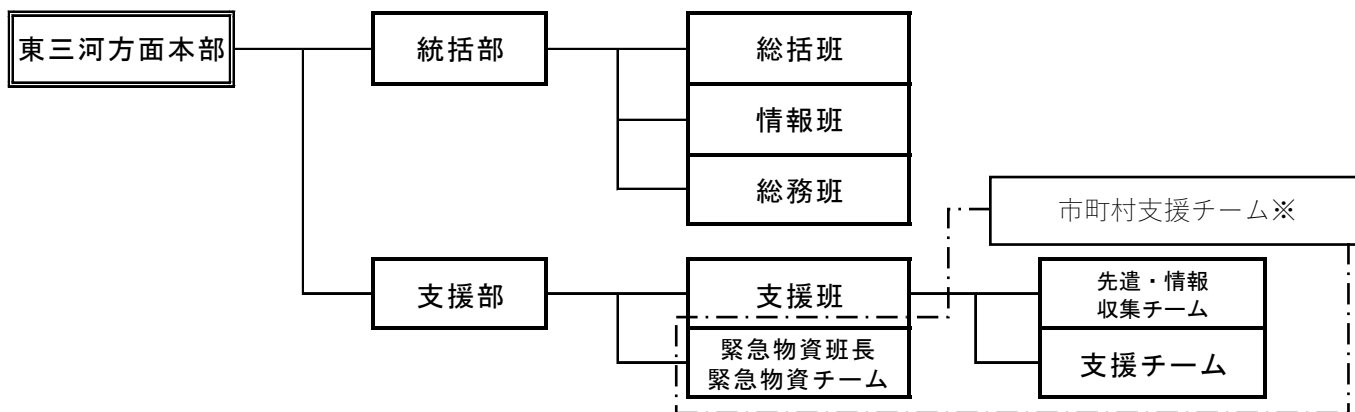 東三河方面本部
統括部
総括班
情報班
総務班
市町村支援チーム※
支援部
支援班
先遣・情報
収集チーム
緊急物資班長
緊急物資チーム
支援チーム